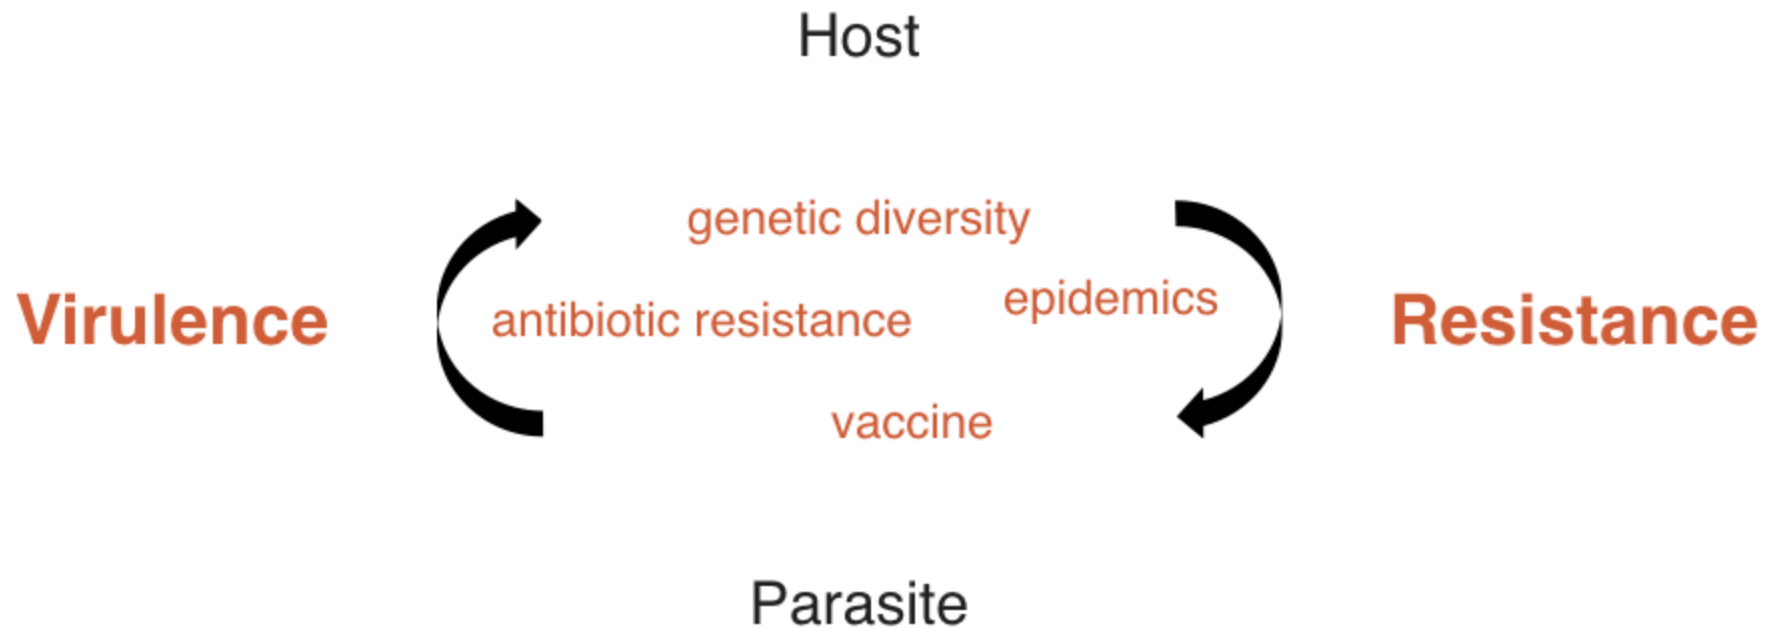 Host
genetic diversity
epidemics
Virulence
antibiotic resistance
Resistance
vaccine
Parasite